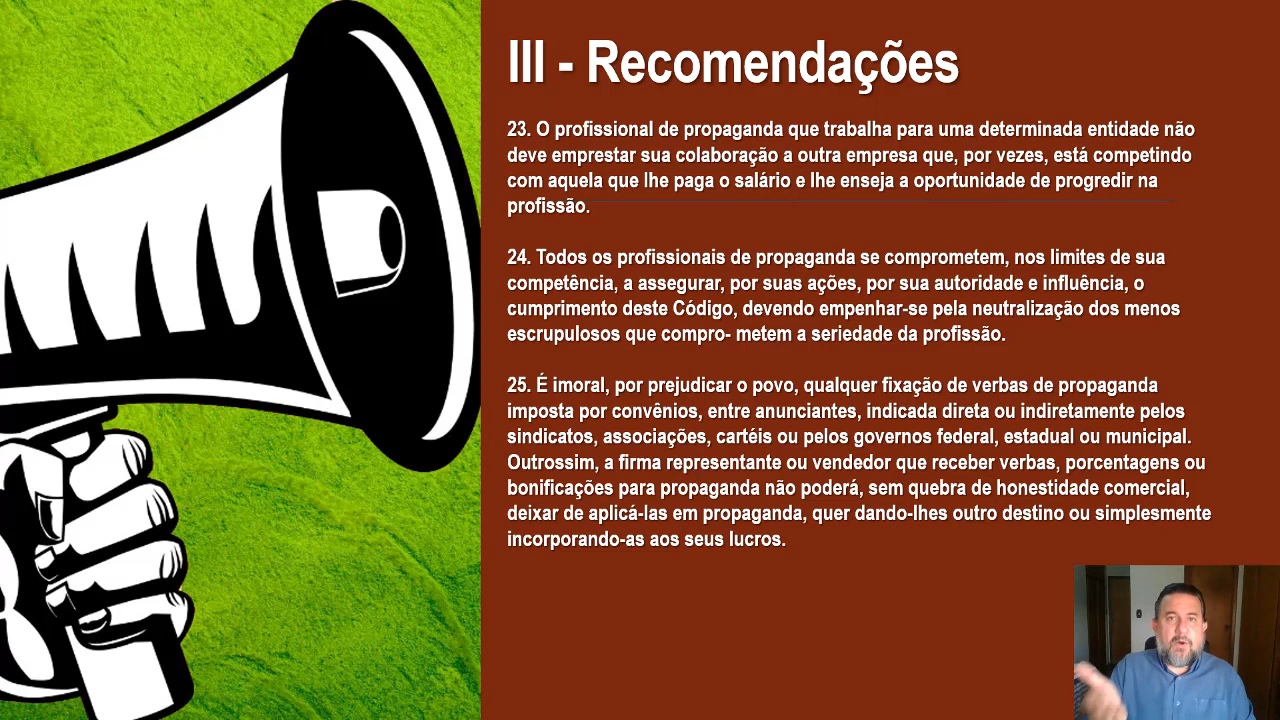 III - Recomendações
23. O profissional de propaganda que trabalha para uma determinada entidade não
deve emprestar sua colaboração a outra empresa que, por vezes, está competindo
com aquela que lhe paga o salário e lhe enseja a oportunidade de progredir na
profissão.
24. Todos os profissionais de propaganda se comprometem, nos limites de sua
competência, a assegurar, por suas ações, por sua autoridade e influência, o
cumprimento deste Código, devendo empenhar-se pela neutralização dos menos
escrupulosos que compro- metem a seriedade da profissão.
25. É imoral, por prejudicar o povo, qualquer fixação de verbas de propaganda
imposta por convênios, entre anunciantes, indicada direta ou indiretamente pelos
sindicatos, associações, cartéis ou pelos governos federal, estadual ou municipal.
Outrossim, a firma representante ou vendedor que receber verbas, porcentagens ou
bonificações para propaganda não poderá, sem quebra de honestidade comercial,
deixar de aplicá-las em propaganda, quer dando-lhes outro destino ou simplesmente
incorporando-as aos seus lucros.